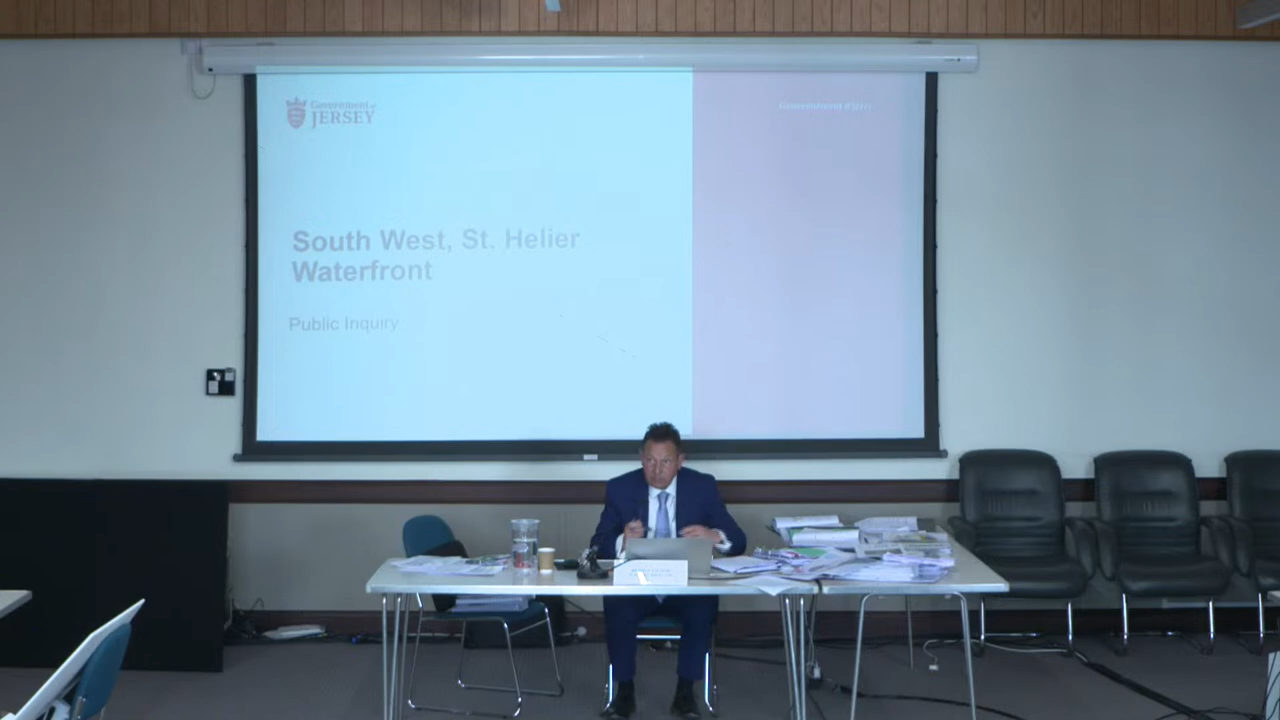 Government of
JERSEY
South West, St. Helier
Waterfront
Public Inquiry